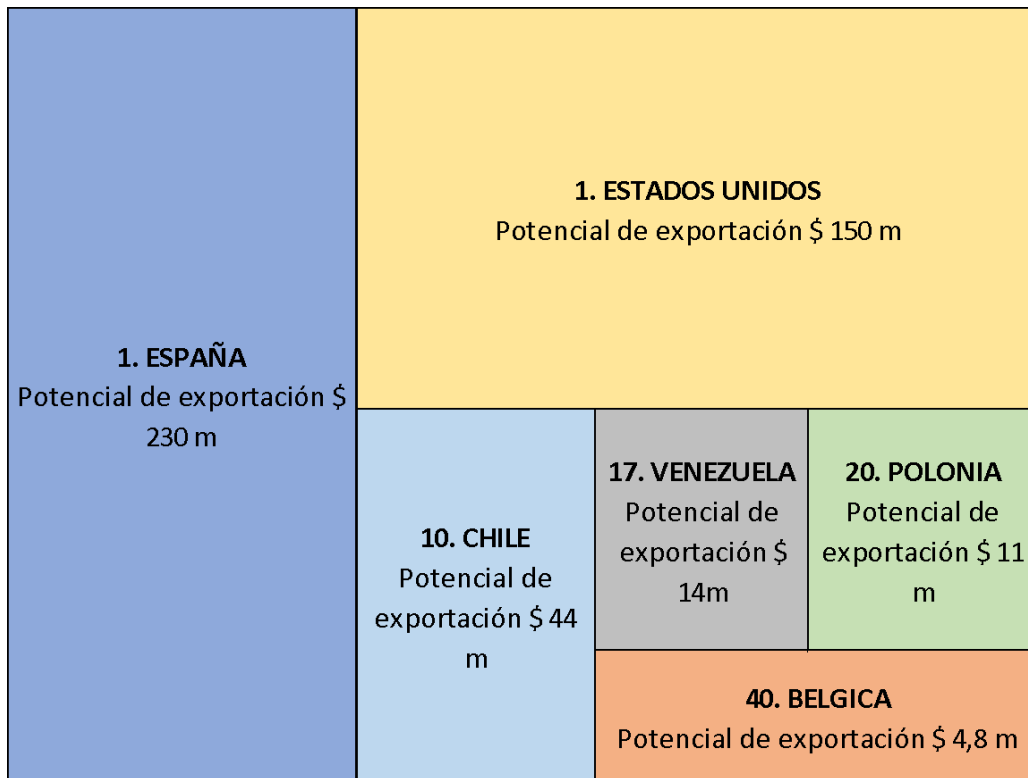 1. ESPAÑA
Potencial de exportación $
230 m
1. ESTADOS UNIDOS
Potencial de exportación $ 150 m
10. CHILE
Potencial de
exportación $ 44
m
17. VENEZUELA
Potencial de
exportación $
14m
20. POLONIA
Potencial de
exportación $ 11
m
40. BELGICA
Potencial de exportación $ 4,8 m